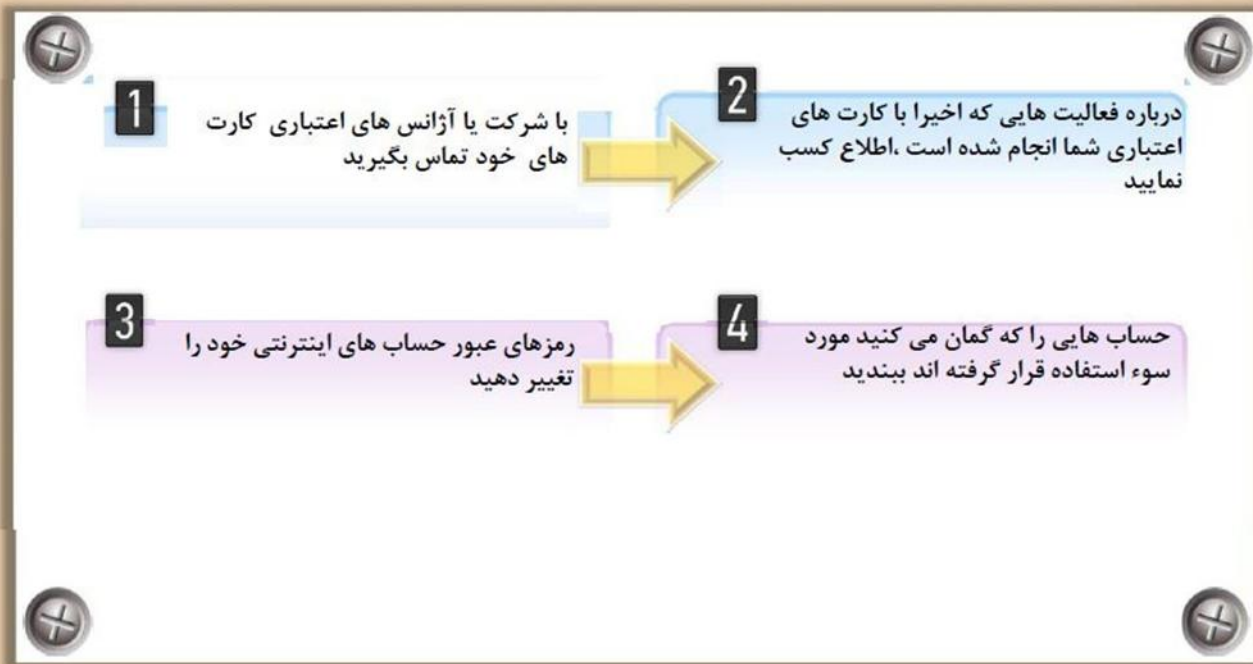 1
با شرکت یا آژانس های اعتباری کارت
های خود تماس بگیرید
2
درباره فعالیت هایی که اخیرا با کارت های
اعتباری شما انجام شده است ،اطلاع کسب
نمایید
3
رمزهای عبور حساب های اینترنتی خود را
تغییر دهید
4
حساب هایی را که گمان می کنید مورد
سوء استفاده قرار گرفته اند ببندید